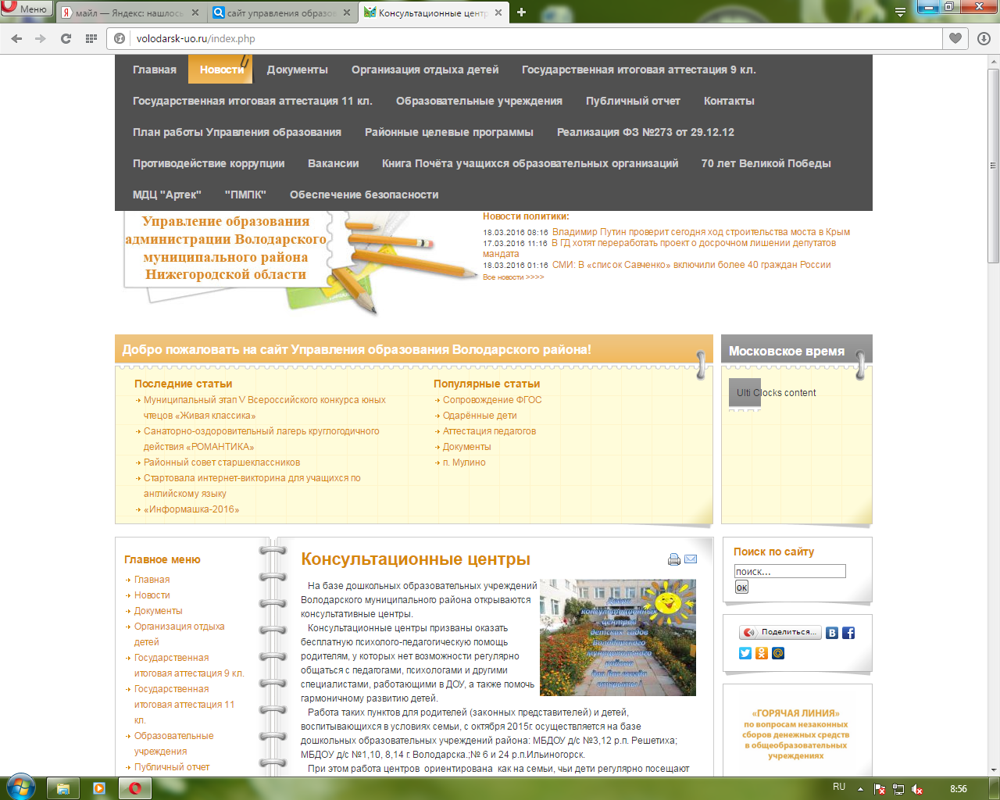 Меню
майл — Яндекс: нашлось
сайт управления образов
Консультационные центр
volodarsk-uo.ru/index.php
Главная Новости Документы Организация отдыха детей Государственная итоговая аттестация 9 кл.
Государственная итоговая аттестация 11 кл. Образовательные учреждения Публичный отчет Контакты
План работы Управления образования Районные целевые программы Реализация ФЗ №273 от 29.12.12
Противодействие коррупции Вакансии Книга Почёта учащихся образовательных организаций 70 лет Великой Победы
МДЦ "Артек" "ПМПК" Обеспечение безопасности
Управление образования
администрации Володарского
муниципального района
Нижегородской области
Новости политики:
18.03.2016 08:16 Владимир Путин проверит сегодня ход строительства моста в Крым
17.03.2016 11:16 В ГД хотят переработать проект о досрочном лишении депутатов
мандата
18.03.2016 01:16 СМИ: В «список Савченко» включили более 40 граждан России
Все новости >>>>
Добро пожаловать на сайт Управления образования Володарского района!
Последние статьи
Муниципальный этап V Всероссийского конкурса юных
чтецов «Живая классика»
Санаторно-оздоровительный лагерь круглогодичного
действия «РОМАНТИКА»
Районный совет старшеклассников
Стартовала интернет-викторина для учащихся по
английскому языку
«Информашка-2016»
Популярные статьи
Сопровождение ФГОС
Одарённые дети
Аттестация педагогов
Документы
п. Мулино
Московское время
Ulti Clocks content
Главное меню
Главная
Новости
Документы
Организация отдыха
детей
Государственная
итоговая аттестация 9 кл.
Государственная
итоговая аттестация 11
кл.
Образовательные
учреждения
Публичный отчет
Консультационные центры
На базе дошкольных образовательных учреждений
Володарского муниципального района открываются
консультативные центры.
Консультационные центры призваны оказать
бесплатную психолого-педагогическую помощь
родителям, у которых нет возможности регулярно
общаться с педагогами, психологами и другими
специалистами, работающими в ДОУ, а также помочь
гармоничному развитию детей.
Работа таких пунктов для родителей (законных представителей) и детей,
воспитывающихся в условиях семьи, с октября 2015г. осуществляется на базе
дошкольных образовательных учреждений района: МБДОУ д/с №3,12 р.п. Решетиха;
МБДОУ д/с №1,10, 8,14 г. Володарска.;№ 6 и 24 р.п.Ильиногорск.
При этом работа центров ориентирована как на семьи, чьи дети регулярно посещают
Двери
консультационных
центров
детских садов
Володарского
муниципального
района
для Вас всегда
открыты!
Поиск по сайту
поиск...
ок
Поделиться...
«ГОРЯЧАЯ ЛИНИЯ»
по вопросам незаконных
сборов денежных средств
в общеобразовательных
учреждениях
RU
8:56